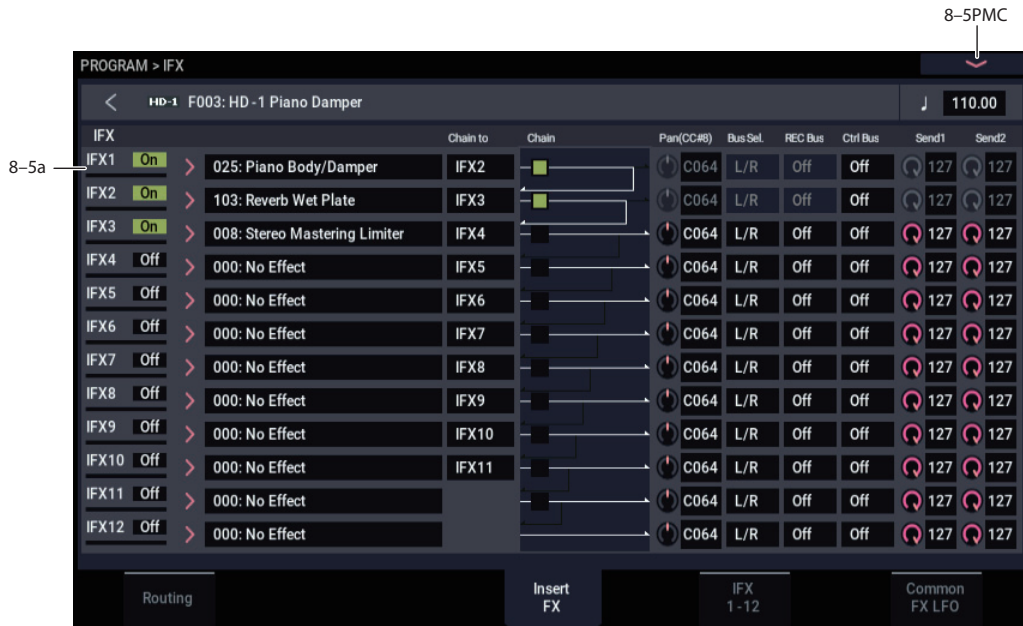 8–5PMC
PROGRAM > IFX
HD-1 F003: HD -1 Piano Damper ♩ 110.00
IFX Chain to Chain Pan(CC#8) Bus Sel. REC Bus Ctrl Bus Send1 Send2
8–5a IFX1 On 025: Piano Body/Damper IFX2 C064 L/R Off Off 127 127
IFX2 On 103: Reverb Wet Plate IFX3 C064 L/R Off Off 127 127
IFX3 On 008: Stereo Mastering Limiter IFX4 C064 L/R Off Off 127 127
IFX4 Off 000: No Effect IFX5 C064 L/R Off Off 127 127
IFX5 Off 000: No Effect IFX6 C064 L/R Off Off 127 127
IFX6 Off 000: No Effect IFX7 C064 L/R Off Off 127 127
IFX7 Off 000: No Effect IFX8 C064 L/R Off Off 127 127
IFX8 Off 000: No Effect IFX9 C064 L/R Off Off 127 127
IFX9 Off 000: No Effect IFX10 C064 L/R Off Off 127 127
IFX10 Off 000: No Effect IFX11 C064 L/R Off Off 127 127
IFX11 Off 000: No Effect C064 L/R Off Off 127 127
IFX12 Off 000: No Effect C064 L/R Off Off 127 127
Routing Insert IFX Common
FX 1 -12 FX LFO